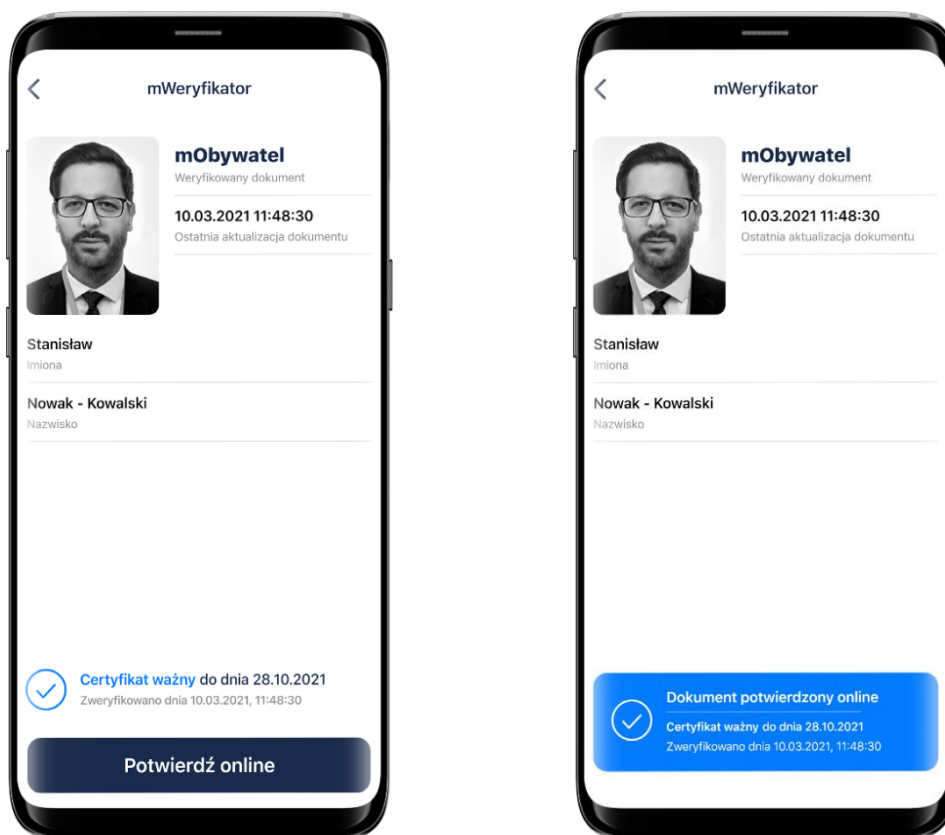 mWeryfikator
mObywatel
Weryfikowany dokument
10.03.2021 11:48:30
Ostatnia aktualizacja dokumentu
Stanisław
Imiona
Nowak - Kowalski
Nazwisko
Certyfikat ważny do dnia 28.10.2021
Zweryfikowano dnia 10.03.2021, 11:48:30
Potwierdź online
mWeryfikator
mObywatel
Weryfikowany dokument
10.03.2021 11:48:30
Ostatnia aktualizacja dokumentu
Stanisław
Imiona
Nowak - Kowalski
Nazwisko
Dokument potwierdzony online
Certyfikat ważny do dnia 28.10.2021
Zweryfikowano dnia 10.03.2021, 11:48:30